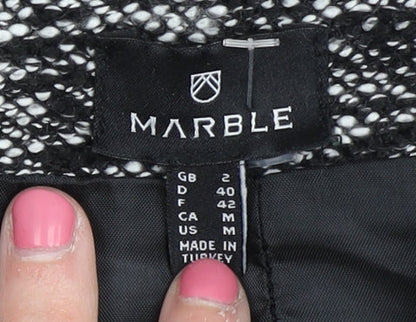 MARBLE
GB 2
D 40
F 42
CA M
US M
MADE IN
TURKEY